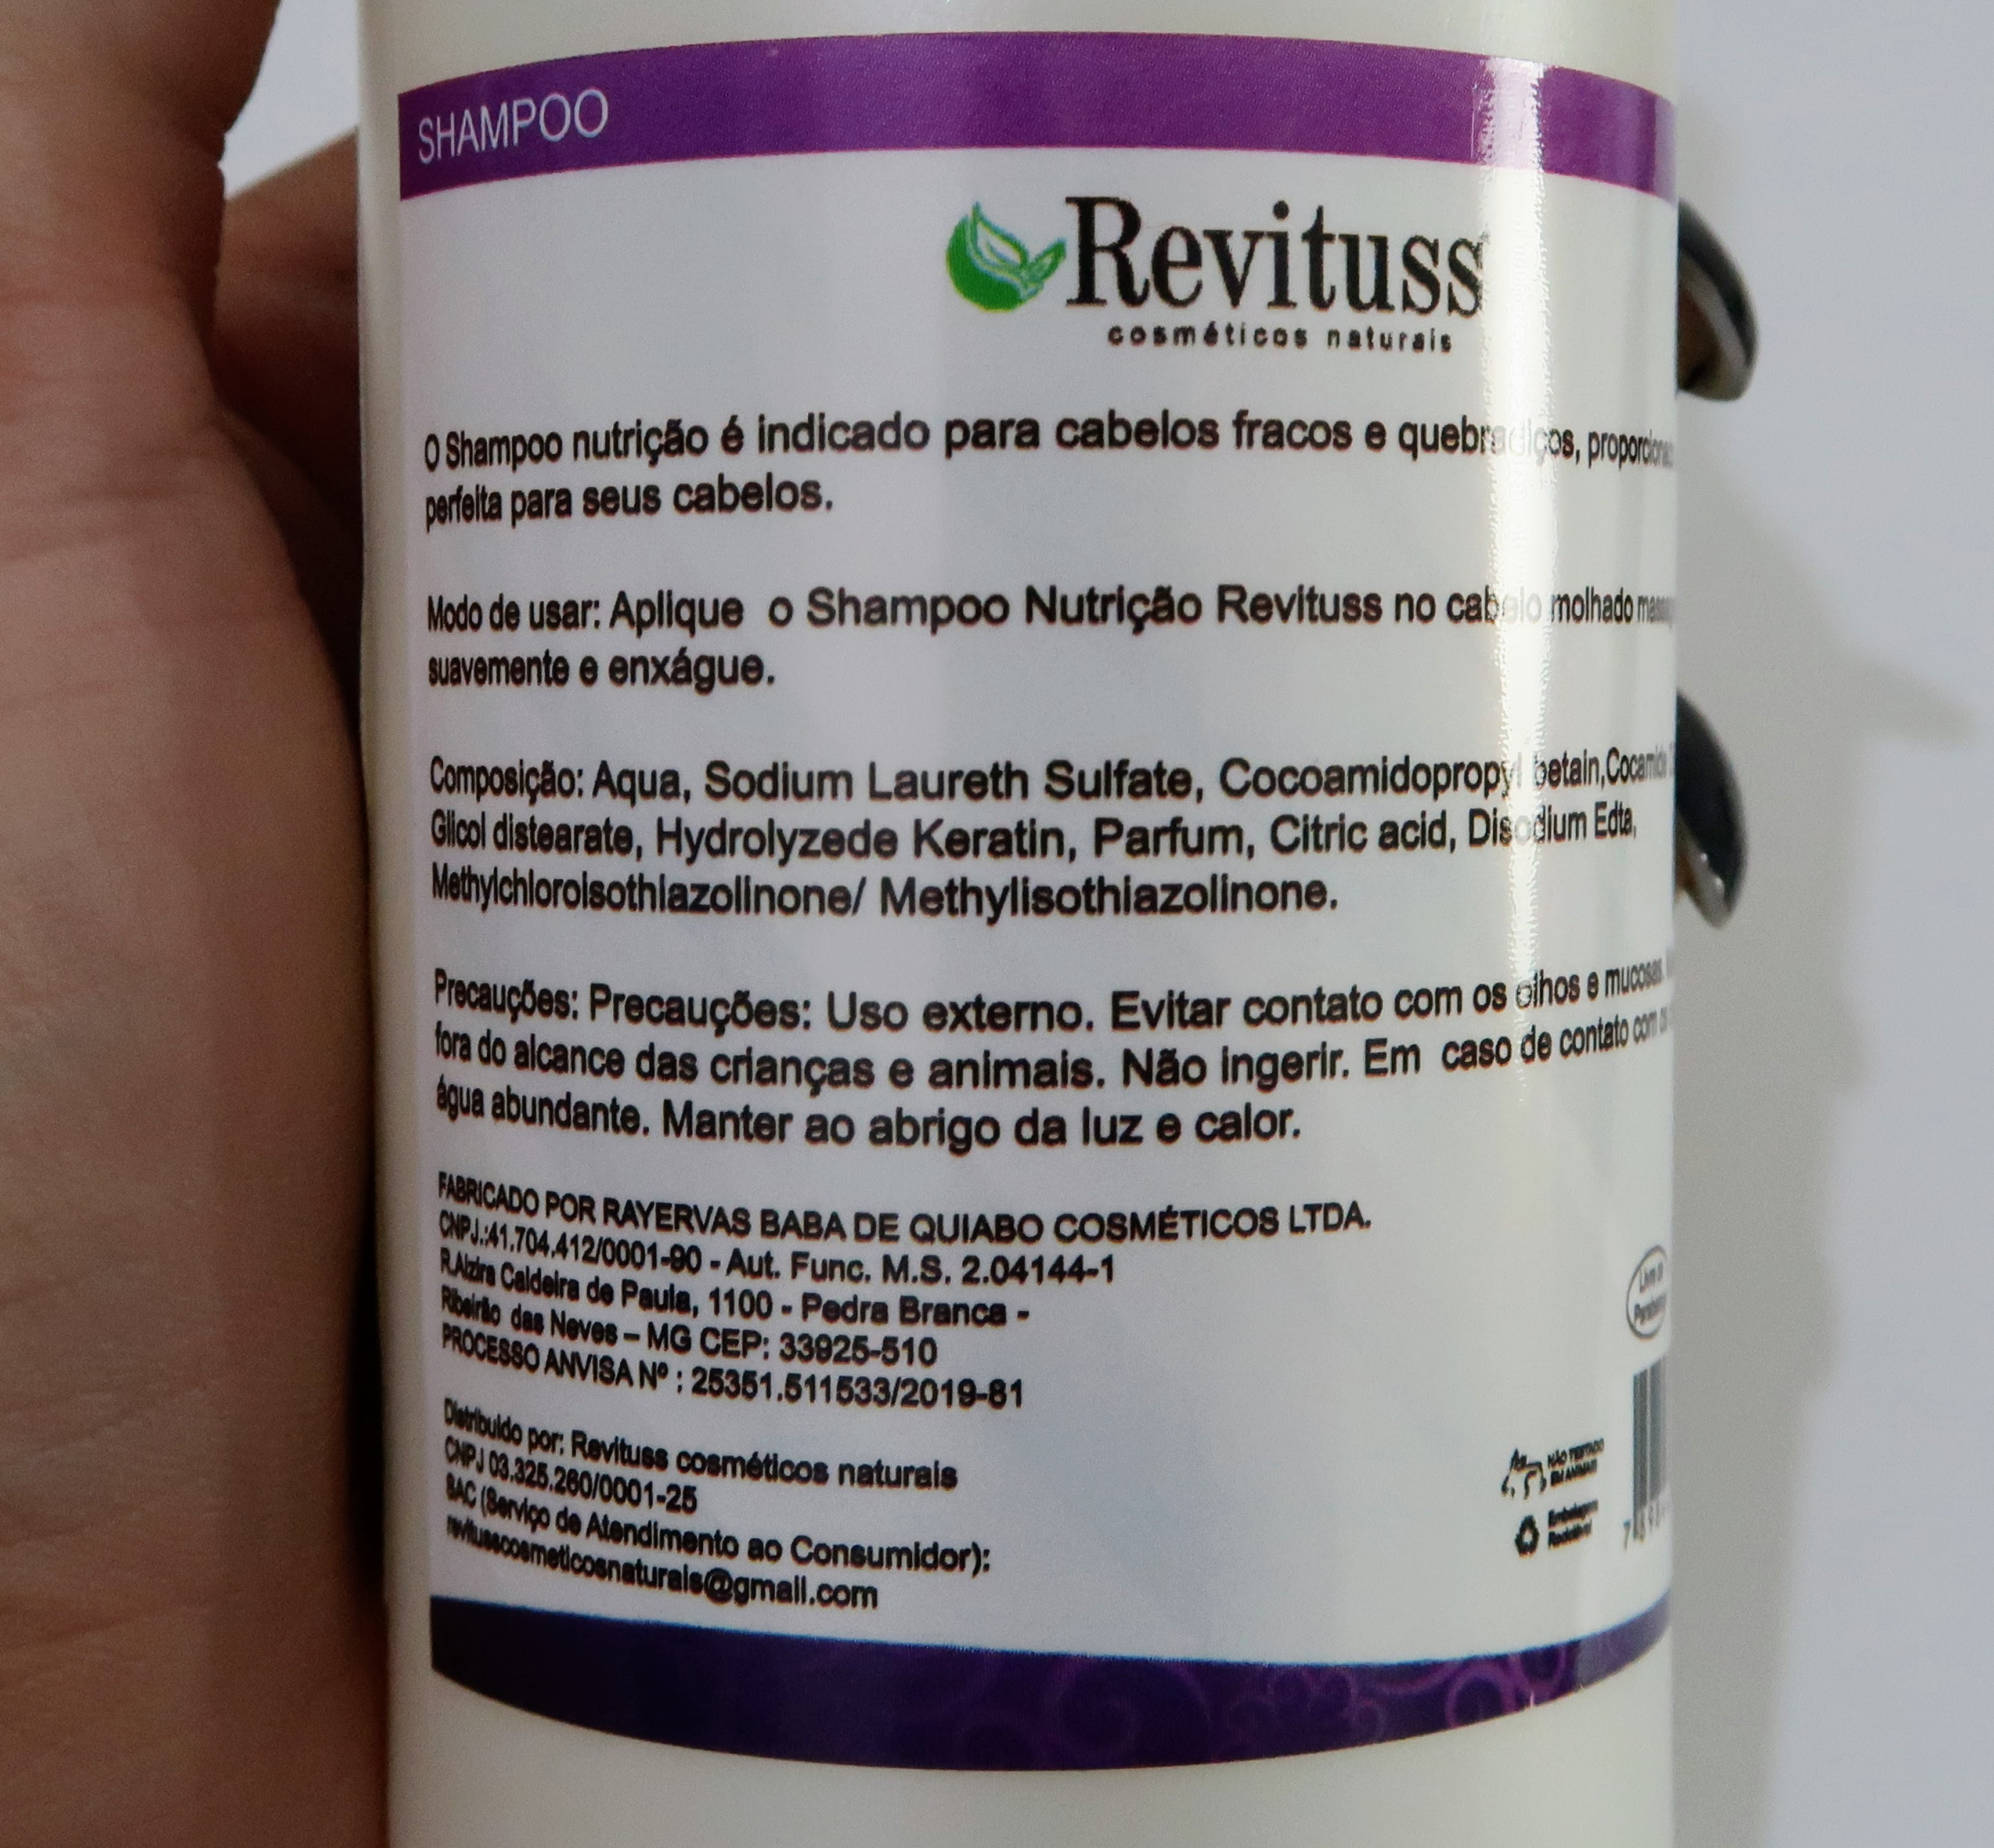 SHAMPOO
Revituss
cosméticos naturais
O Shampoo nutrição é indicado para cabelos fracos e quebradiços,
perfeita para seus cabelos.
Modo de usar: Aplique o Shampoo Nutrição Revituss no cabelo molhado
suavemente e enxágue.
Composição: Aqua, Sodium Laureth Sulfate, Cocoamidopropyl betain,
Glicol distearate, Hydrolyzede Keratin, Parfum, Citric acid, Disodium Edta,
Methylchloroisothiazolinone/ Methylisothiazolinone.
Precauções: Precauções: Uso externo. Evitar contato com os olhos e mucosas.
fora do alcance das crianças e animais. Não ingerir. Em caso de contato com
água abundante. Manter ao abrigo da luz e calor.
FABRICADO POR RAYERVAS BABA DE QUIABO COSMÉTICOS LTDA.
CNPJ.:41.704.412/0001-90 - Aut. Func. M.S. 2.04144-1
R.Alzira Caldeira de Paula, 1100 - Pedra Branca -
Ribeirão das Neves – MG CEP: 33925-510
PROCESSO ANVISA Nº : 25351.511533/2019-81
Distribuido por: Revituss cosméticos naturais
CNPJ 03.325.260/0001-25
SAC (Serviço de Atendimento ao Consumidor):
revitusscosmeticosnaturais@gmail.com
NÃO TESTADO
EM ANIMAIS
Embalagem